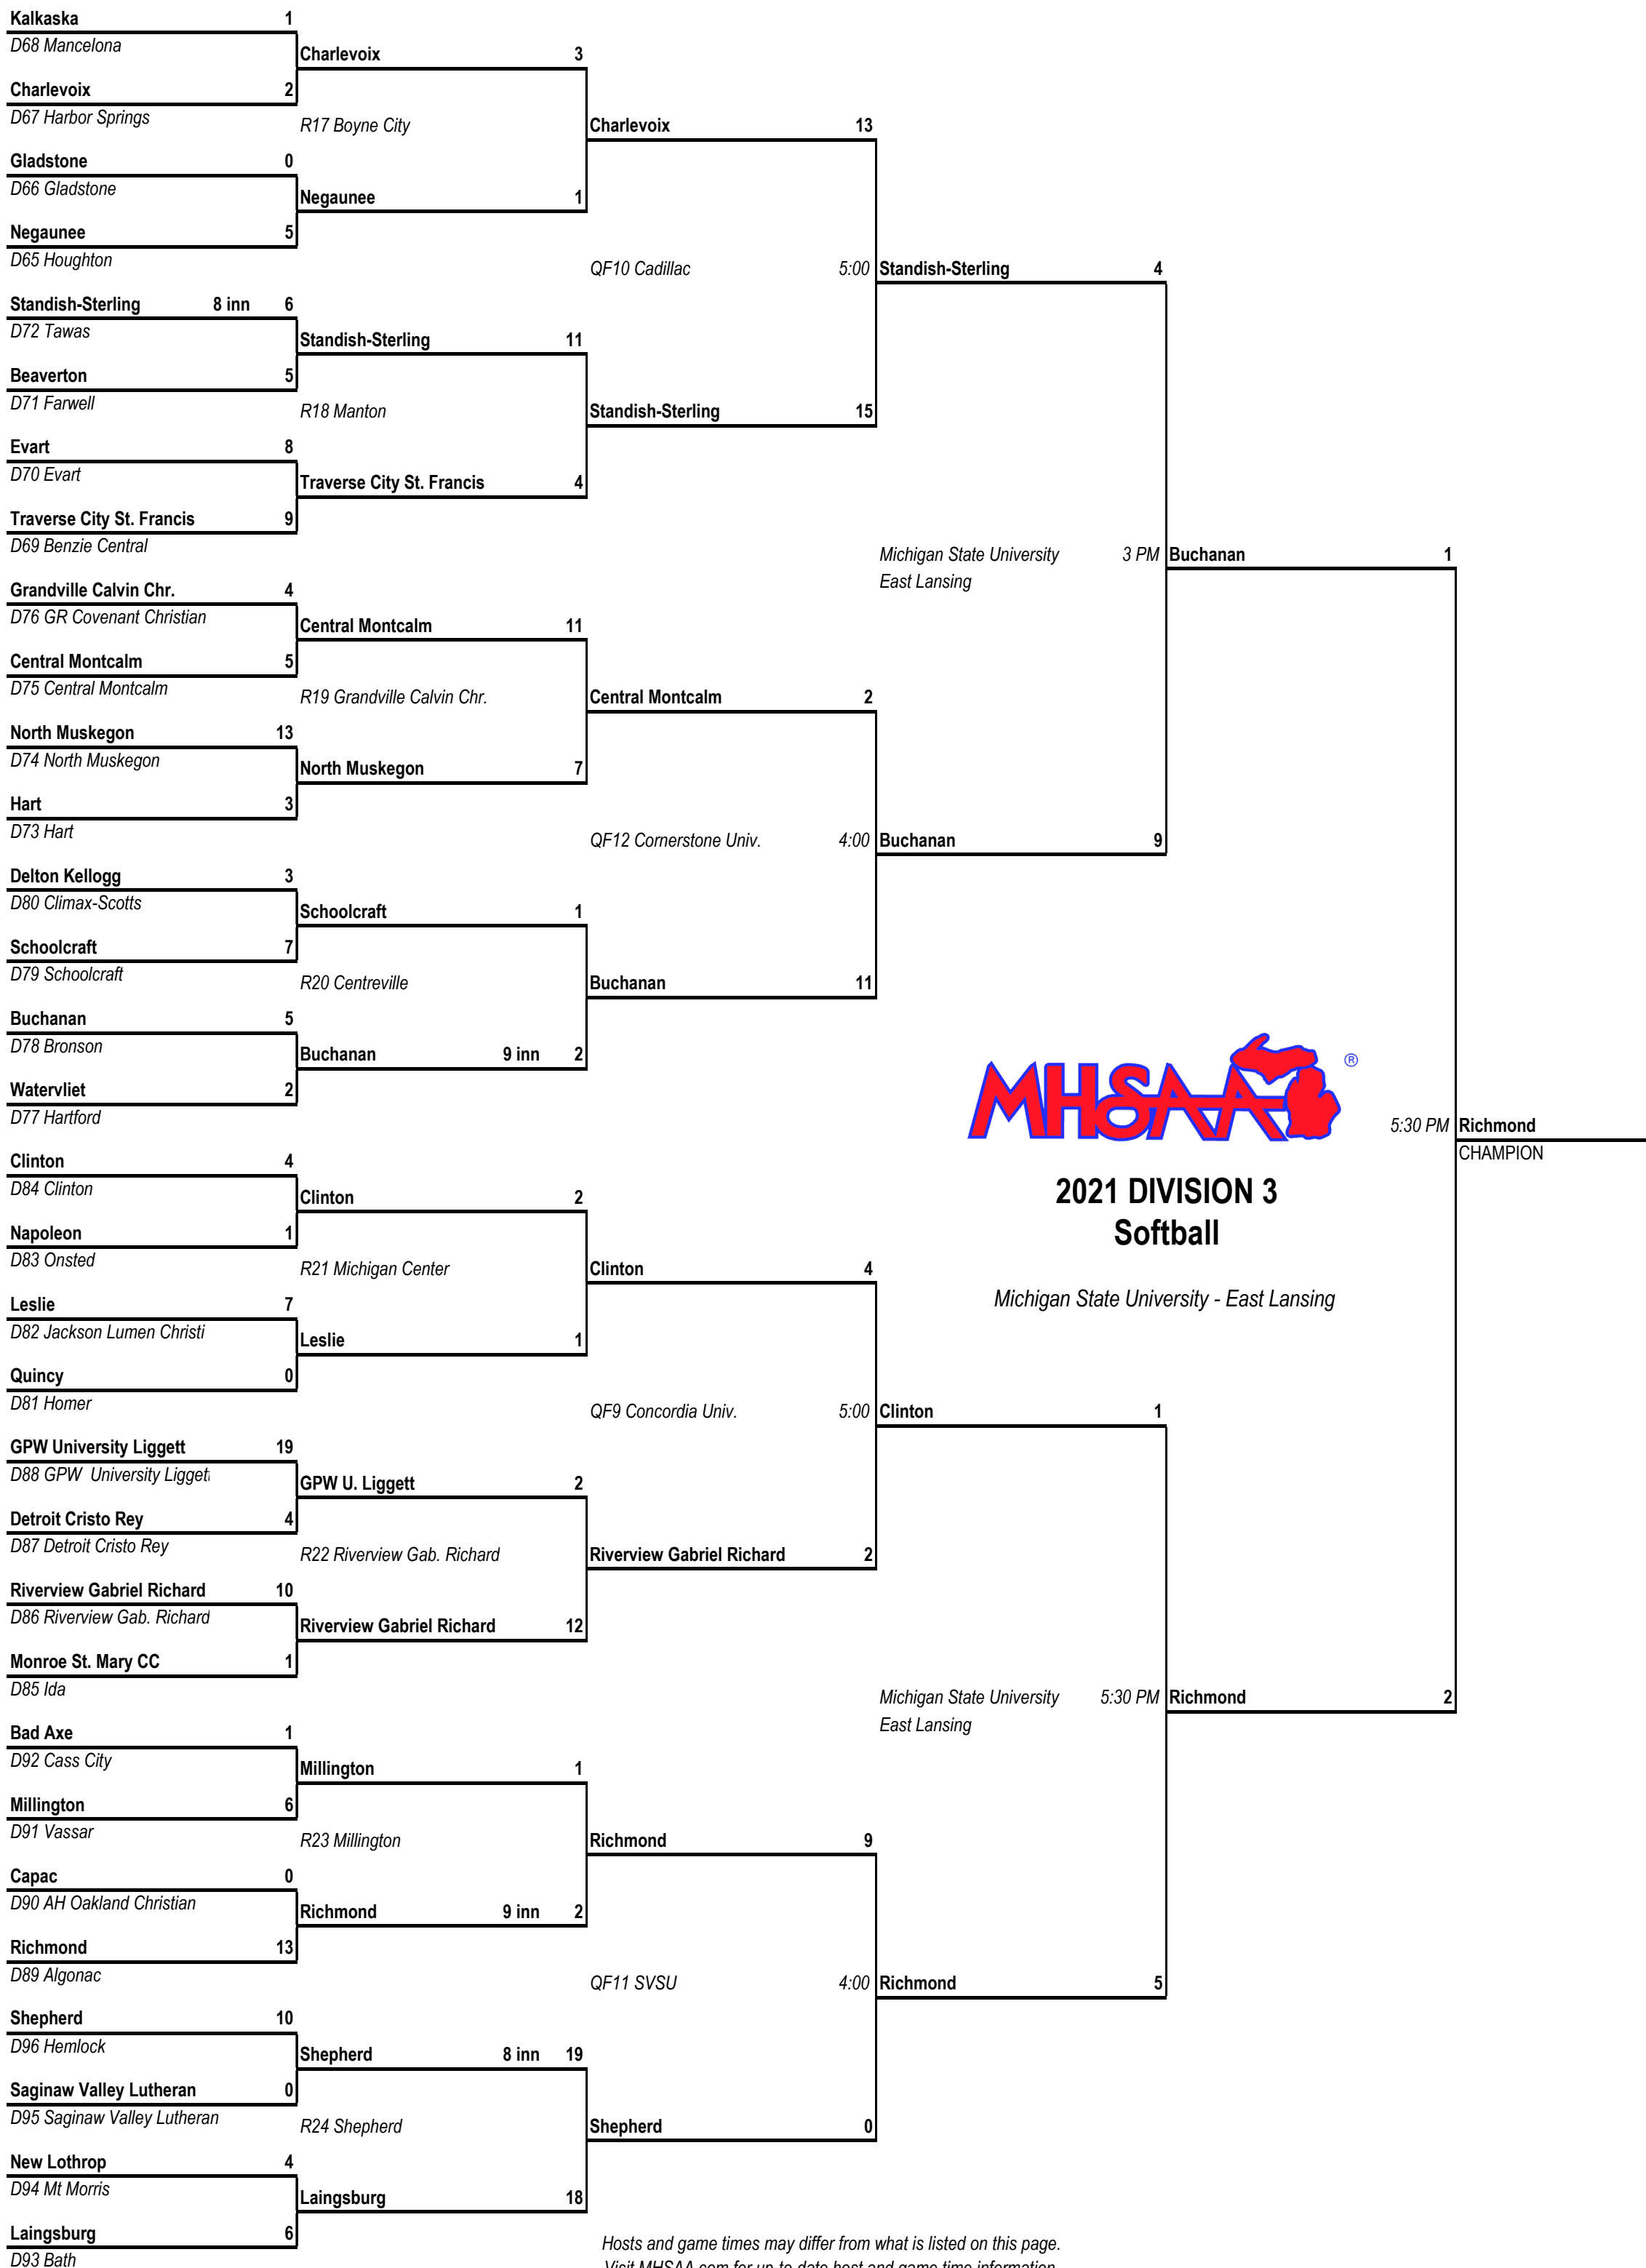 Kalkaska 1
D68 Mancelona
Charlevoix 3
Charlevoix 2
D67 Harbor Springs
R17 Boyne City
Charlevoix 13
Gladstone 0
D66 Gladstone
Negaunee 1
Negaunee 5
D65 Houghton
QF10 Cadillac 5:00
Standish-Sterling 4
Standish-Sterling 8 inn 6
D72 Tawas
Standish-Sterling 11
Beaverton 5
D71 Farwell
R18 Manton
Standish-Sterling 15
Evart 8
D70 Evart
Traverse City St. Francis 4
Traverse City St. Francis 9
D69 Benzie Central
Michigan State University 3 PM
East Lansing
Buchanan 1
Grandville Calvin Chr. 4
D76 GR Covenant Christian
Central Montcalm 11
Central Montcalm 5
D75 Central Montcalm
R19 Grandville Calvin Chr.
Central Montcalm 2
North Muskegon 13
D74 North Muskegon
North Muskegon 7
Hart 3
D73 Hart
QF12 Cornerstone Univ. 4:00
Buchanan 9
Delton Kellogg 3
D80 Climax-Scotts
Schoolcraft 1
Schoolcraft 7
D79 Schoolcraft
R20 Centreville
Buchanan 11
Buchanan 5
D78 Bronson
Buchanan 9 inn 2
Watervliet 2
D77 Hartford
MHSAA ®
5:30 PM Richmond
CHAMPION
2021 DIVISION 3
Softball
Michigan State University - East Lansing
Clinton 4
D84 Clinton
Clinton 2
Napoleon 1
D83 Onsted
R21 Michigan Center
Clinton 4
Leslie 7
D82 Jackson Lumen Christi
Leslie 1
Quincy 0
D81 Homer
QF9 Concordia Univ. 5:00
Clinton 1
GPW University Liggett 19
D88 GPW University Ligget
GPW U. Liggett 2
Detroit Cristo Rey 4
D87 Detroit Cristo Rey
R22 Riverview Gab. Richard
Riverview Gabriel Richard 2
Riverview Gabriel Richard 10
D86 Riverview Gab. Richard
Riverview Gabriel Richard 12
Monroe St. Mary CC 1
D85 Ida
Michigan State University 5:30 PM
East Lansing
Richmond 2
Bad Axe 1
D92 Cass City
Millington 1
Millington 6
D91 Vassar
R23 Millington
Richmond 9
Capac 0
D90 AH Oakland Christian
Richmond 9 inn 2
Richmond 13
D89 Algonac
QF11 SVSU 4:00
Richmond 5
Shepherd 10
D96 Hemlock
Shepherd 8 inn 19
Saginaw Valley Lutheran 0
D95 Saginaw Valley Lutheran
R24 Shepherd
Shepherd 0
New Lothrop 4
D94 Mt Morris
Laingsburg 18
Laingsburg 6
D93 Bath
Hosts and game times may differ from what is listed on this page.
Visit MHSAA.com for up to date host and game time information